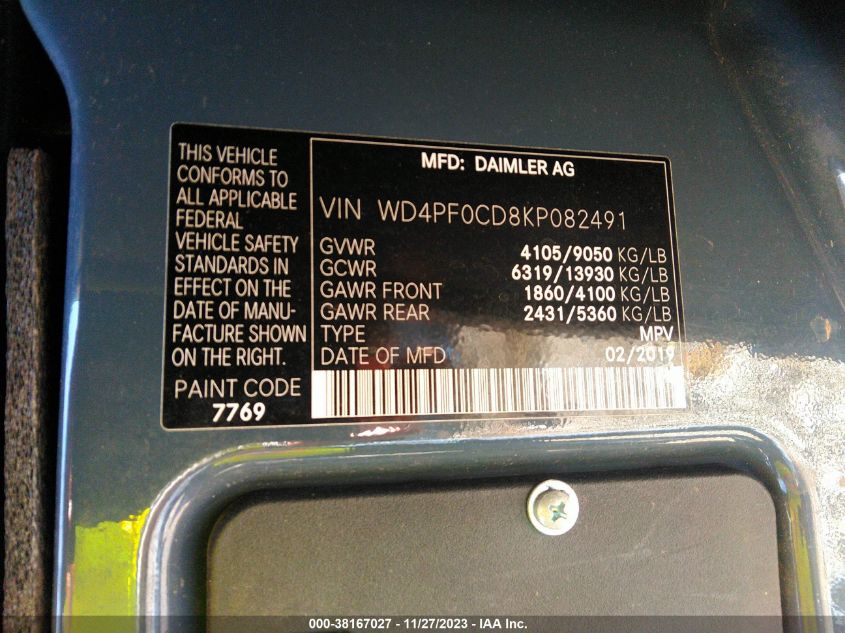 THIS VEHICLE
CONFORMS TO
ALL APPLICABLE
FEDERAL
VEHICLE SAFETY
STANDARDS IN
EFFECT ON THE
DATE OF MANU-
FACTURE SHOWN
ON THE RIGHT.
PAINT CODE
7769
MFD: DAIMLER AG
VIN WD4PF0CD8KP082491
GVWR 4105/9050 KG/LB
GCWR 6319/13930 KG/LB
GAWR FRONT 1860/4100 KG/LB
GAWR REAR 2431/5360 KG/LB
TYPE MPV
DATE OF MFD 02/2019
000-38167027 - 11/27/2023 - IAA Inc.